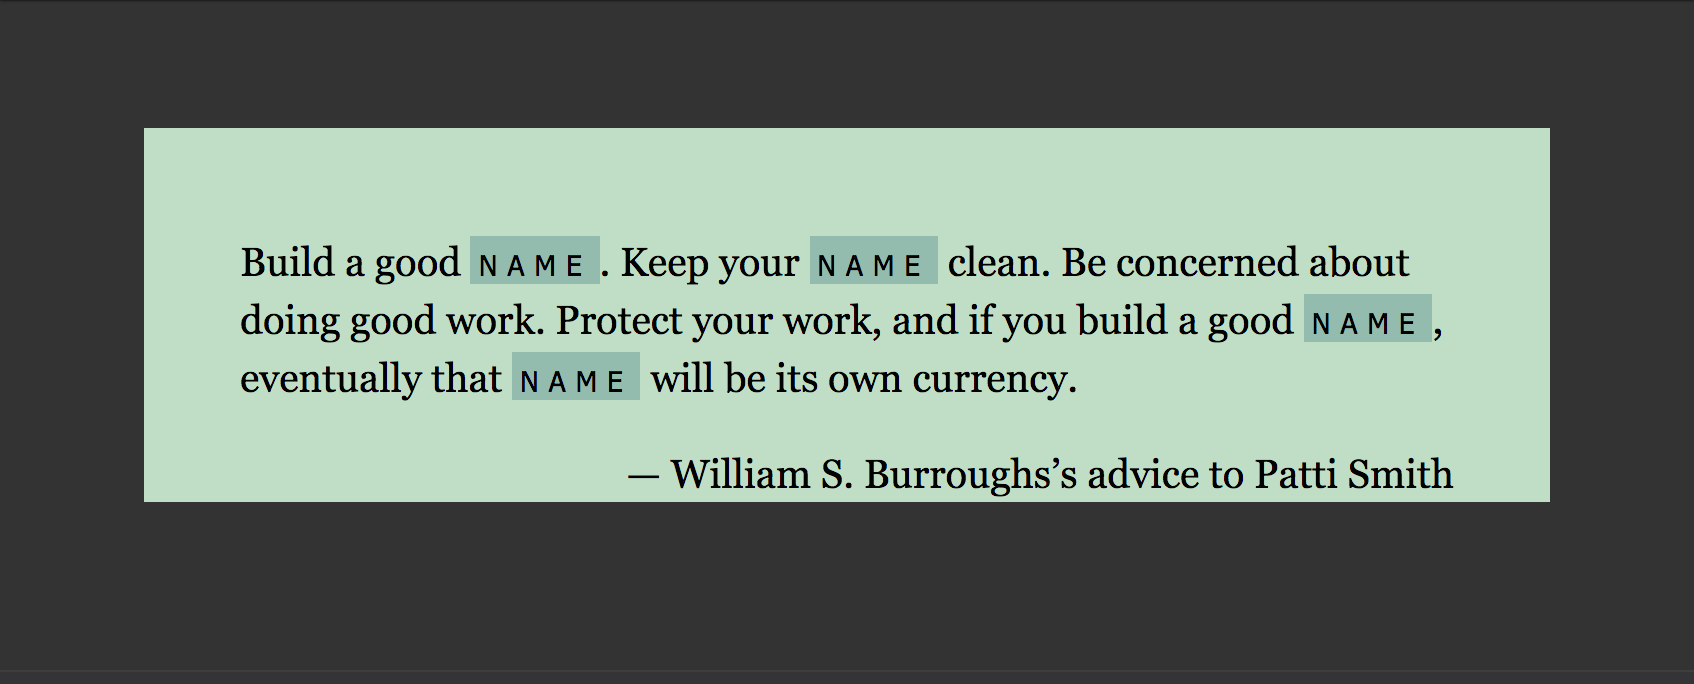 Build a good NAME. Keep your NAME clean. Be concerned about
doing good work. Protect your work, and if you build a good NAME,
eventually that NAME will be its own currency.
— William S. Burroughs’s advice to Patti Smith